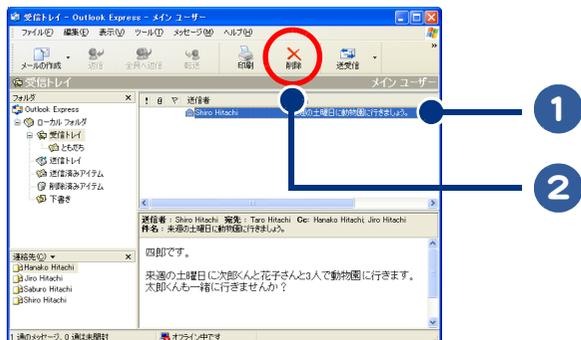 受信トレイ - Outlook Express - メイン ユーザー
ファイル(F) 編集(E) 表示(V) ツール(T) メッセージ(M) ヘルプ(H)
メールの作成 返信 全員へ返信 転送 印刷 削除 送受信
受信トレイ メイン ユーザー
フォルダ
送信者
Outlook Express
Shiro Hitachi 週の土曜日に動物園に行きましょう。
1
ローカル フォルダ
受信トレイ
ともだち
送信トレイ
送信済みアイテム
削除済みアイテム
下書き
2
送信者: Shiro Hitachi 宛先: Taro Hitachi Cc: Hanako Hitachi; Jiro Hitachi
件名: 来週の土曜日に動物園に行きましょう。
四郎です。
来週の土曜日に次郎くんと花子さんと3人で動物園に行きます。
太郎くんも一緒に行きませんか?
連絡先(C)
Hanako Hitachi
Jiro Hitachi
Saburo Hitachi
Shiro Hitachi
1 通のメッセージ、0 通は未開封 オフライン中です